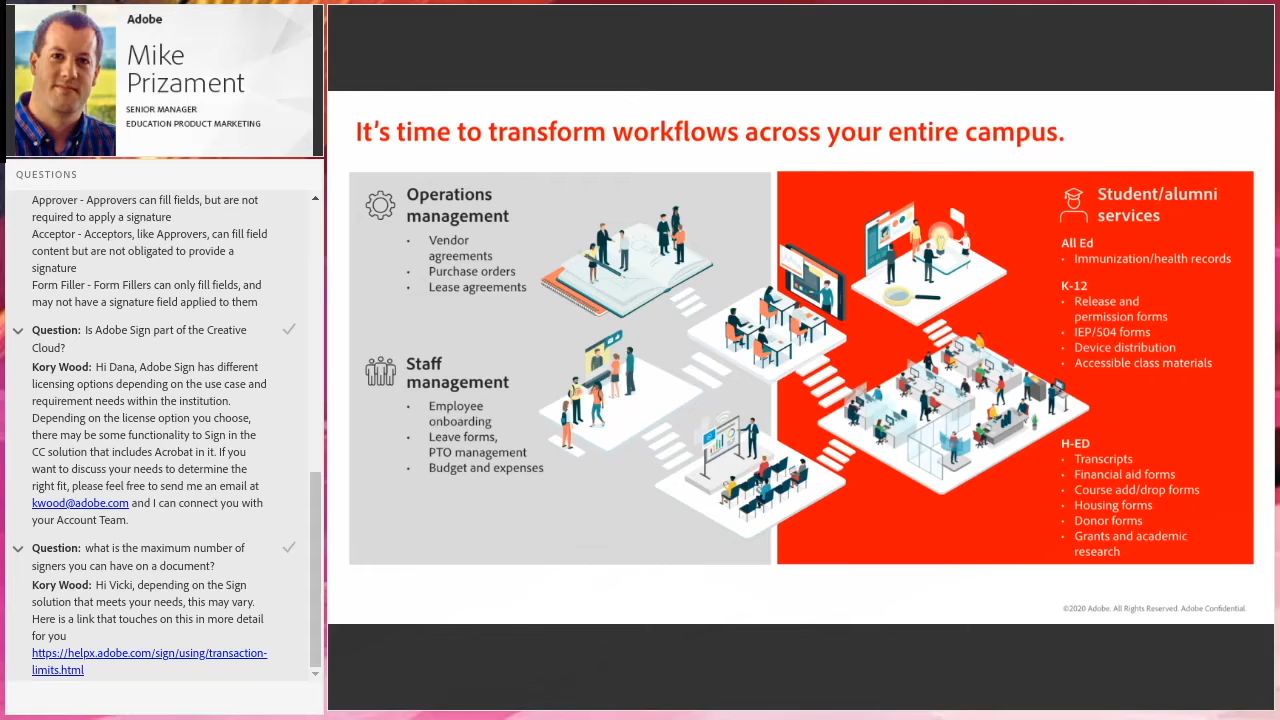 Adobe
Mike
Prizament
SENIOR MANAGER
EDUCATION PRODUCT MARKETING
QUESTIONS
Approver - Approvers can fill fields, but are not
required to apply a signature
Acceptor - Acceptors, like Approvers, can fill field
content but are not obligated to provide a
signature
Form Filler - Form Fillers can only fill fields, and
may not have a signature field applied to them
Question: Is Adobe Sign part of the Creative
Cloud?
Kory Wood: Hi Dana, Adobe Sign has different
licensing options depending on the use case and
requirement needs within the institution.
Depending on the license option you choose,
there may be some functionality to Sign in the
CC solution that includes Acrobat in it. If you
want to discuss your needs to determine the
right fit, please feel free to send me an email at
kwood@adobe.com and I can connect you with
your Account Team.
Question: what is the maximum number of
signers you can have on a document?
Kory Wood: Hi Vicki, depending on the Sign
solution that meets your needs, this may vary.
Here is a link that touches on this in more detail
for you
https://helpx.adobe.com/sign/using/transaction-
limits.html
It's time to transform workflows across your entire campus.
Operations
management
• Vendor
agreements
• Purchase orders
• Lease agreements
Staff
management
• Employee
onboarding
• Leave forms,
PTO management
• Budget and expenses
Student/alumni
services
All Ed
• Immunization/health records
K-12
• Release and
permission forms
• IEP/504 forms
• Device distribution
• Accessible class materials
H-ED
• Transcripts
• Financial aid forms
• Course add/drop forms
• Housing forms
• Donor forms
• Grants and academic
research
©2020 Adobe. All Rights Reserved. Adobe Confidential.